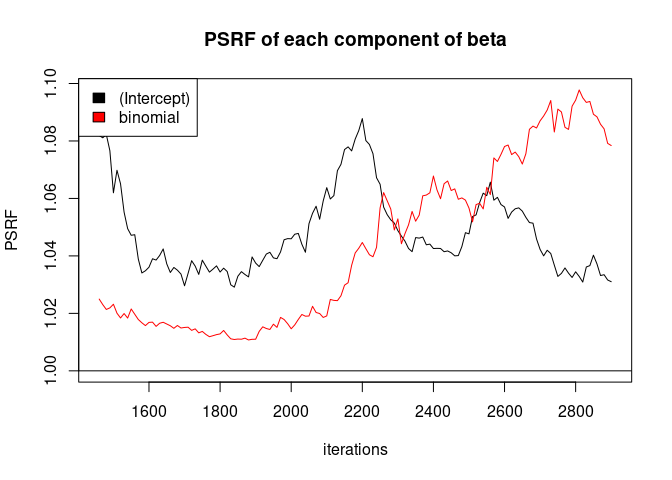 PSRF of each component of beta
(Intercept)
binomial
PSRF
1.10
1.08
1.06
1.04
1.02
1.00
1600 1800 2000 2200 2400 2600 2800
iterations